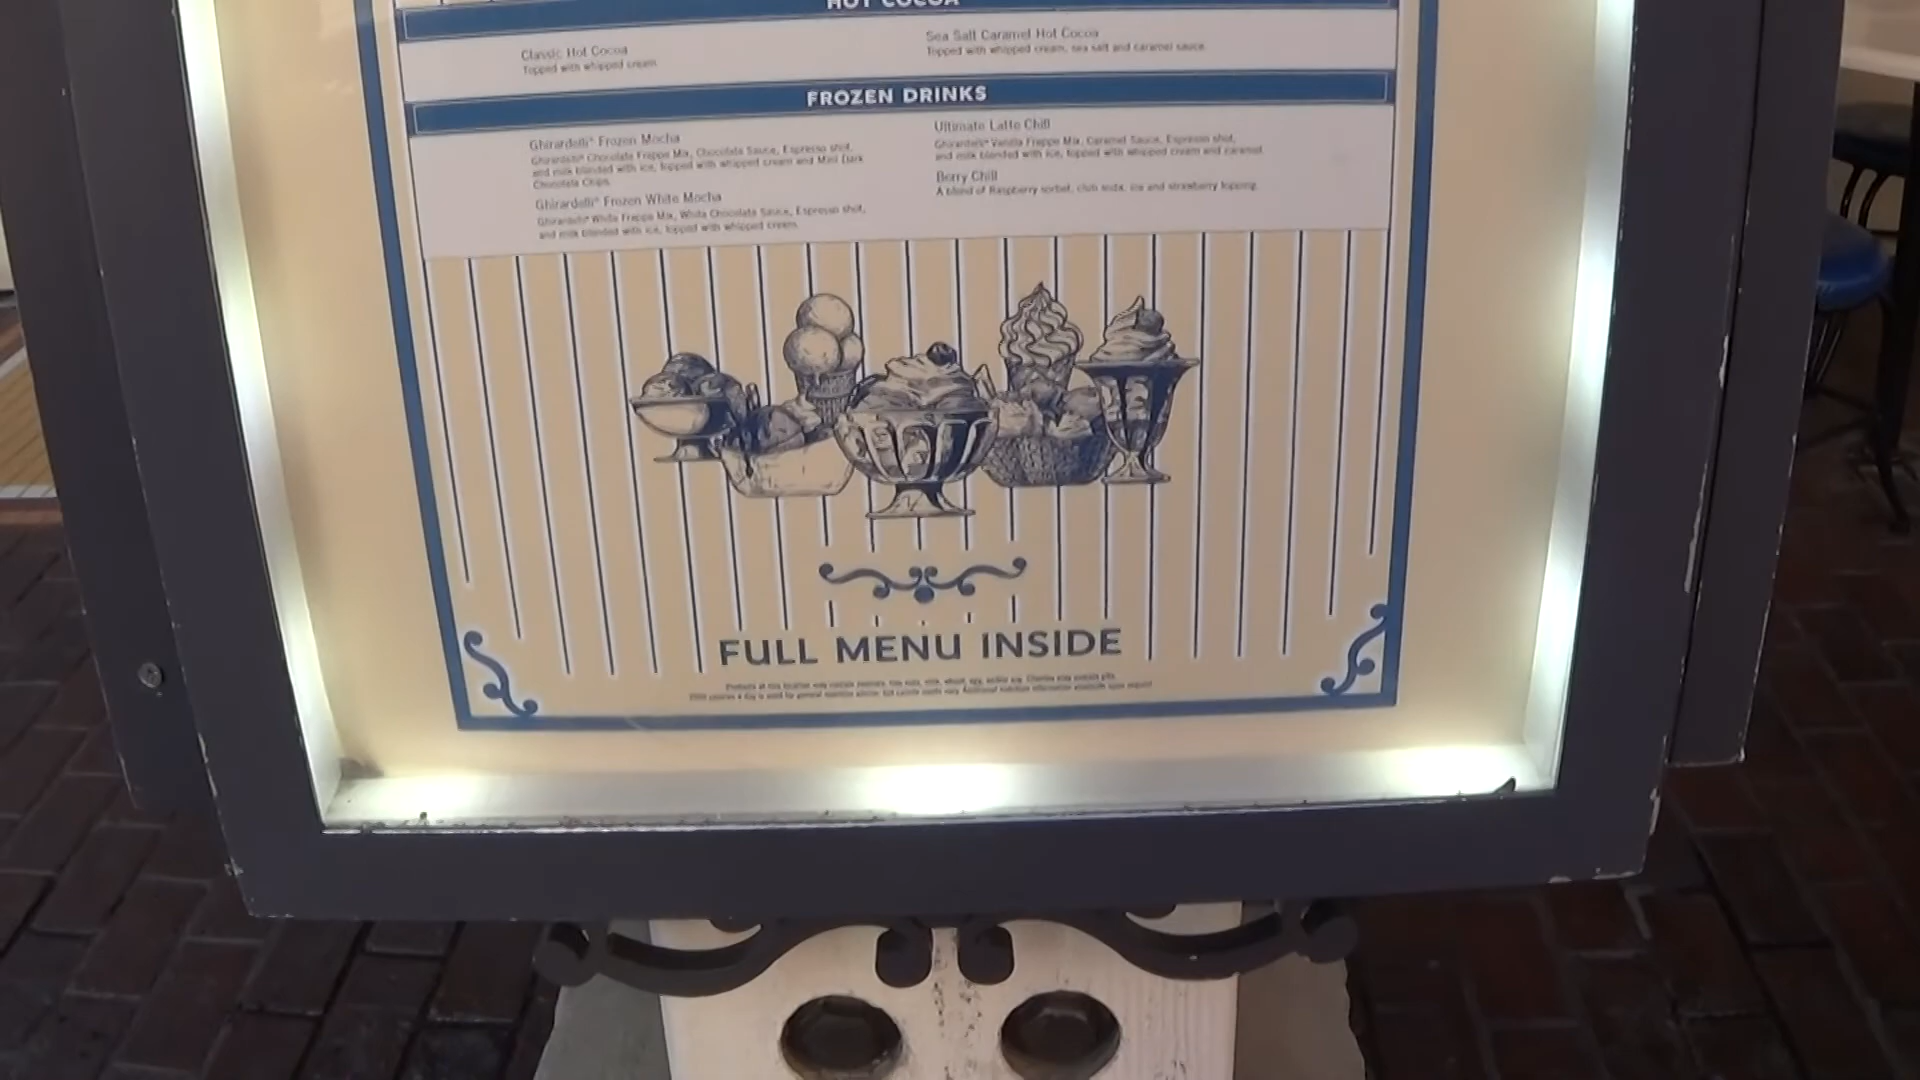 HOT COCOA
Classic Hot Cocoa
Topped with whipped cream
Sea Salt Caramel Hot Cocoa
Topped with whipped cream, sea salt and caramel sauce
FROZEN DRINKS
Ghirardelli® Frozen Mocha
Ghirardelli® Chocolate Frappe Mix, Chocolate Sauce, Espresso shot,
and milk blended with ice, topped with whipped cream and Mini Dark
Chocolate Chips
Ghirardelli® Frozen White Mocha
Ghirardelli® White Frappe Mix, White Chocolate Sauce, Espresso shot,
and milk blended with ice, topped with whipped cream
Ultimate Latte Chill
Ghirardelli® Vanilla Frappe Mix, Caramel Sauce, Espresso shot,
and milk blended with ice, topped with whipped cream and caramel
Berry Chill
A blend of Raspberry sorbet, club soda, ice and strawberry topping
FULL MENU INSIDE